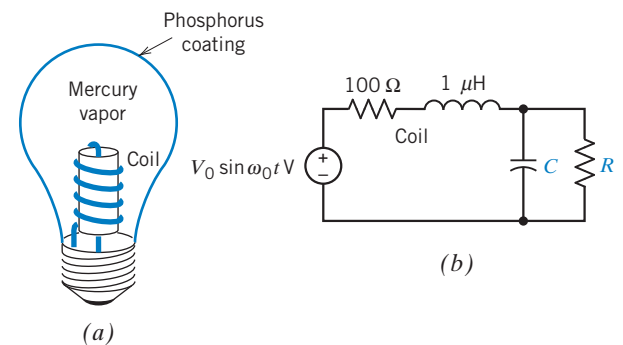 Phosphorus
coating
Mercury
vapor
Coil
(a)
100 Ω
1 μH
Coil
V0 sin ω0t V
+
−
C
R
(b)